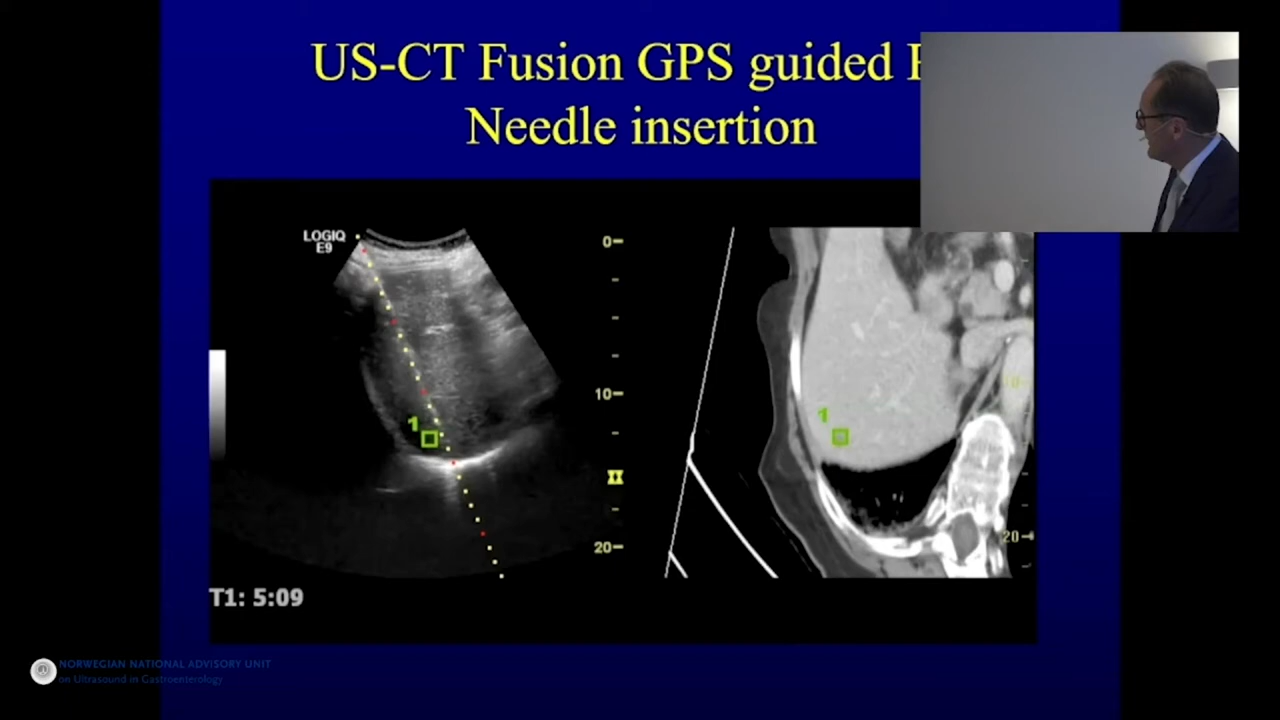 US-CT Fusion GPS guided
Needle insertion
LOGIQ
E9
0
10
20
1
1
20
T1: 5:09
NORWEGIAN NATIONAL ADVISORY UNIT
on Ultrasound in Gastroenterology